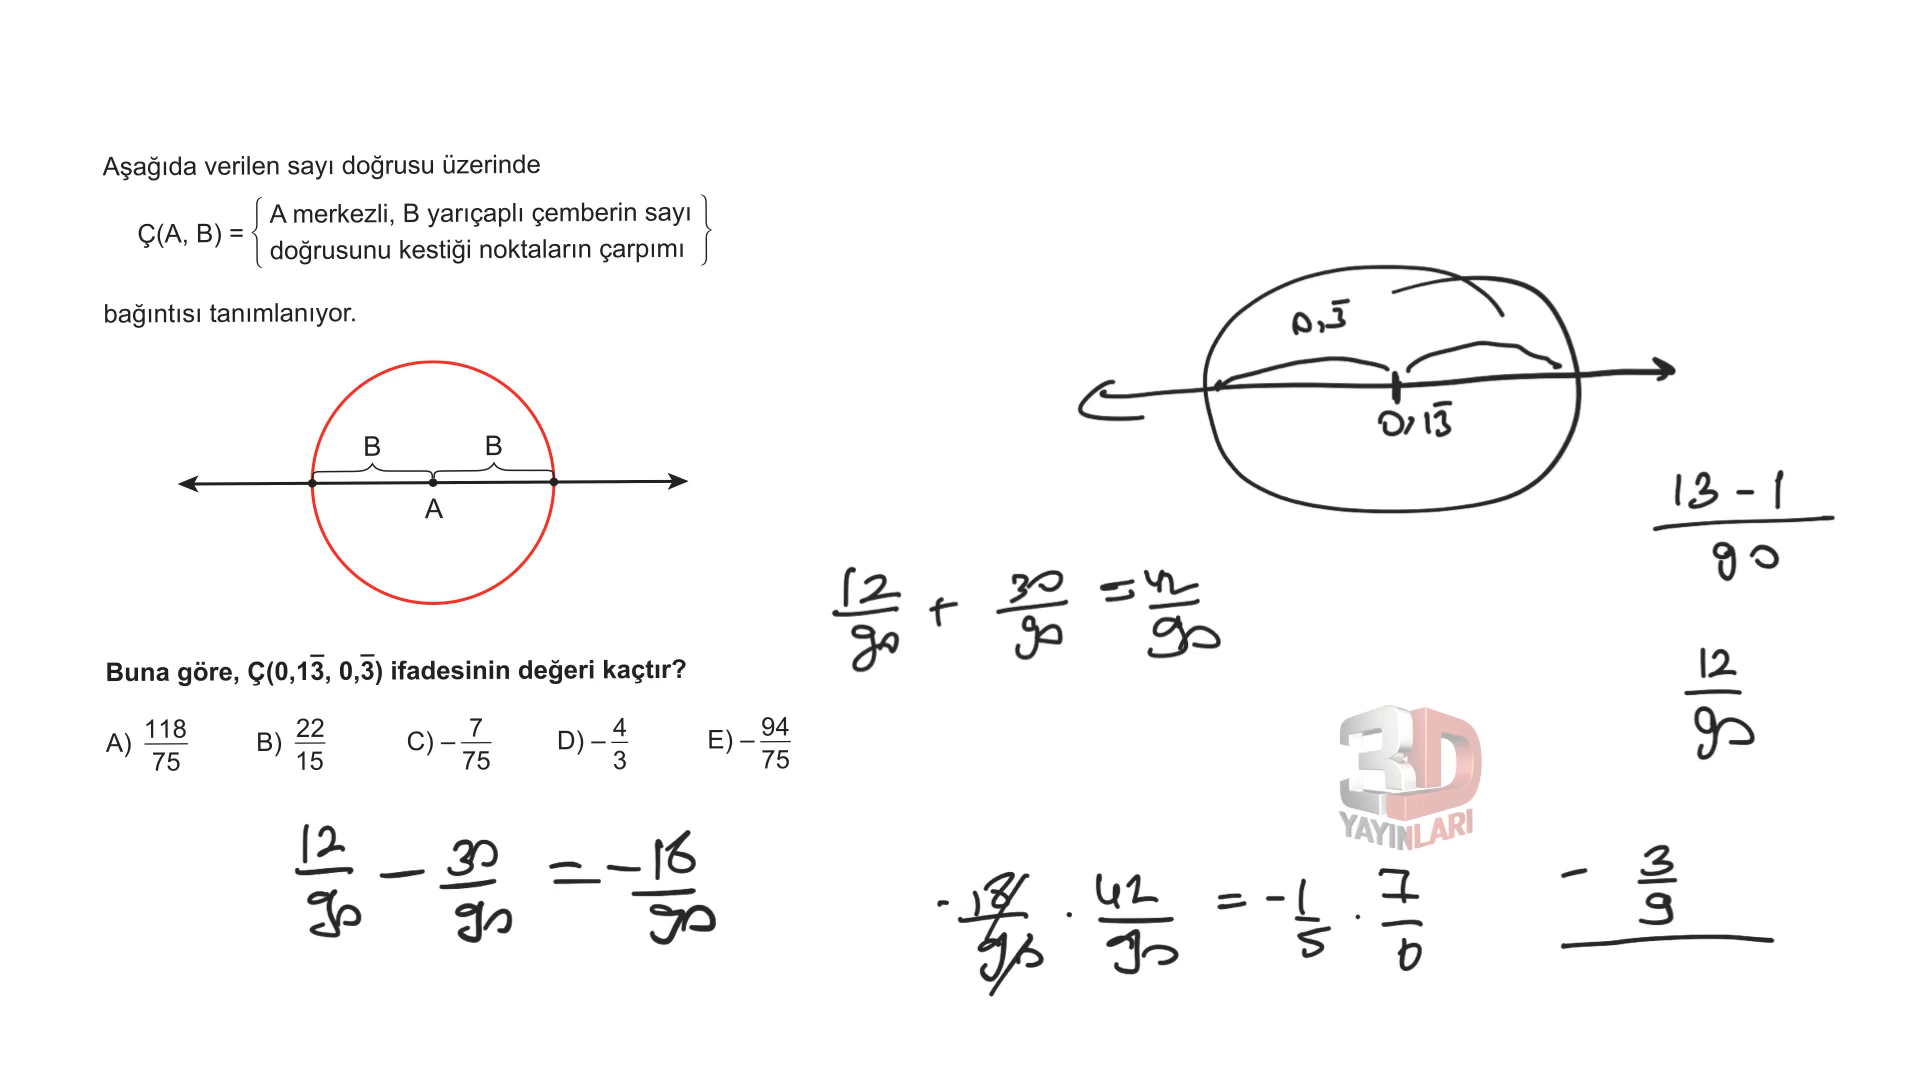 Aşağıda verilen sayı doğrusu üzerinde
Ç(A, B) = { A merkezli, B yarıçaplı çemberin sayı
doğrusunu kestiği noktaların çarpımı }
bağıntısı tanımlanıyor.
B B
A
Buna göre, Ç(0,13̅, 0,3̅) ifadesinin değeri kaçtır?
A) 118/75 B) 22/15 C) –7/75 D) –4/3 E) –94/75
12/90 – 30/90 = –18/90
0,3̅
0,13̅
13 – 1 / 90
12/90 + 30/90 = 42/90
12/90
3D
YAYINLARI
- 18/90 · 42/90 = -1/5 · 7/
- 3/9